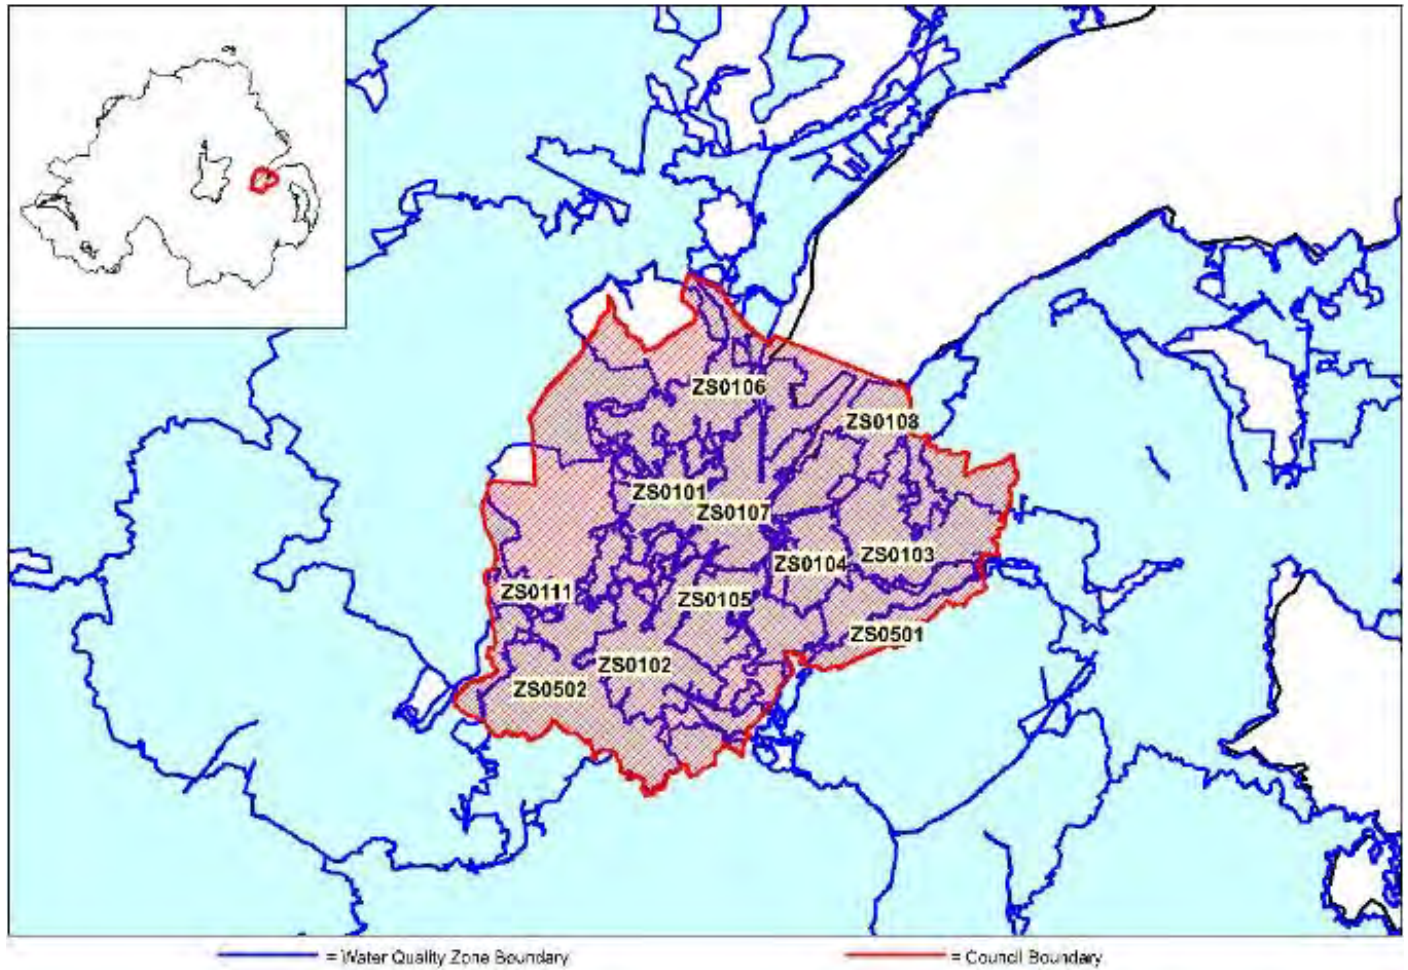 ZS0106
ZS0108
ZS0101
ZS0107
ZS0103
ZS0104
ZS0111
ZS0105
ZS0501
ZS0102
ZS0502
= Water Quality Zone Boundary
= Council Boundary